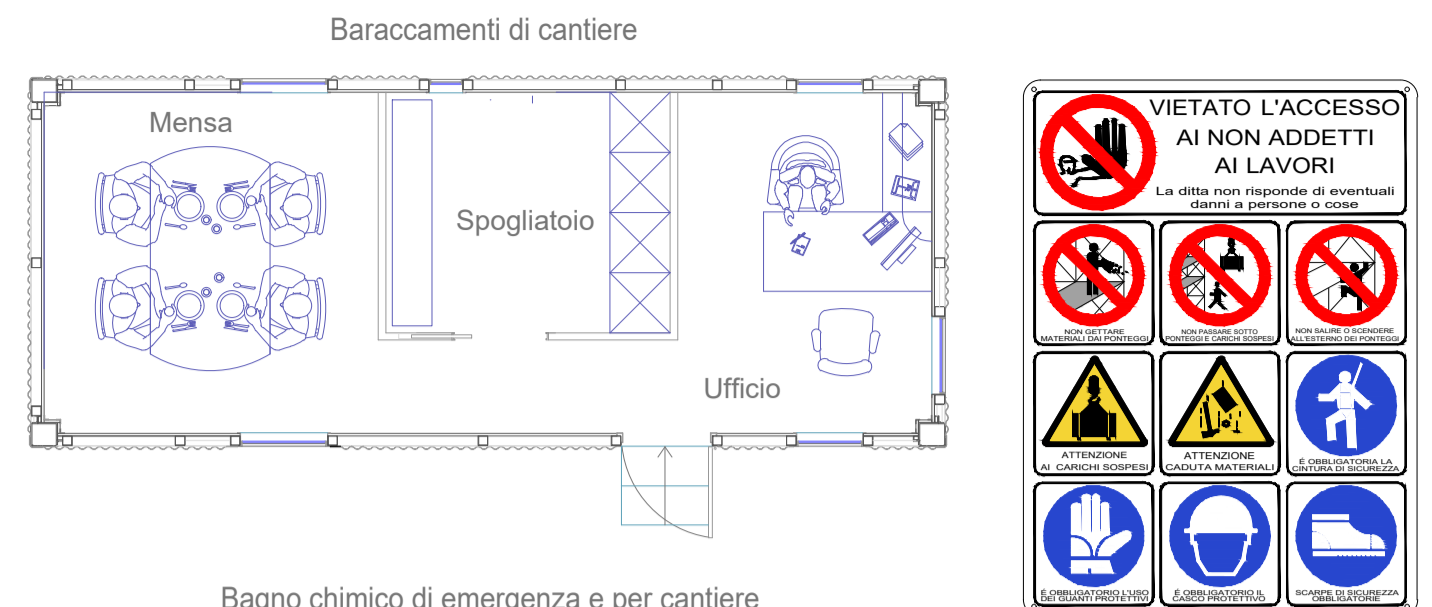 Baraccamenti di cantiere
Mensa
Spogliatoio
Ufficio
Bagno chimico di emergenza e per cantiere
VIETATO L'ACCESSO
AI NON ADDETTI
AI LAVORI
La ditta non risponde di eventuali
danni a persone o cose
NON GETTARE
MATERIALI DAI PONTEGGI
NON PASSARE SOTTO
PONTEGGI E CARICHI SOSPESI
NON SALIRE O SCENDERE
ALL'ESTERNO DEI PONTEGGI
ATTENZIONE
AI CARICHI SOSPESI
ATTENZIONE
CADUTA MATERIALI
É OBBLIGATORIA LA
CINTURA DI SICUREZZA
É OBBLIGATORIO L'USO
DEI GUANTI PROTETTIVI
É OBBLIGATORIO IL
CASCO PROTETTIVO
SCARPE DI SICUREZZA
OBBLIGATORIE